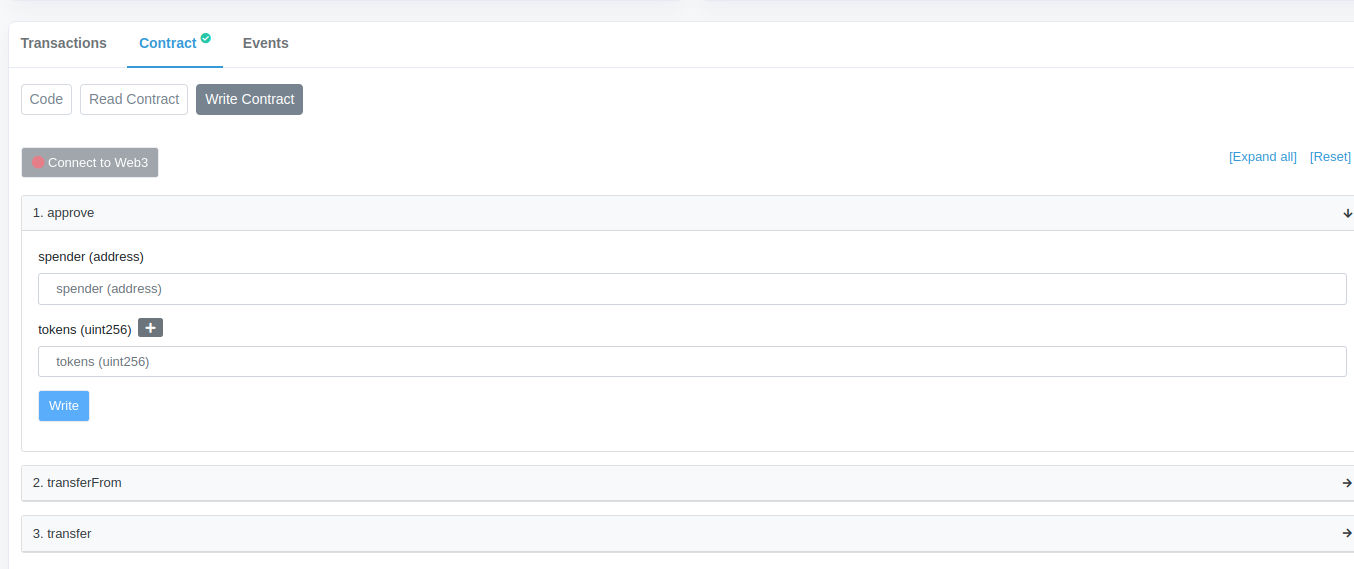 Transactions Contract Events
Code Read Contract Write Contract
Connect to Web3 [Expand all] [Reset]
1. approve
spender (address)
spender (address)
tokens (uint256)
tokens (uint256)
Write
2. transferFrom
3. transfer